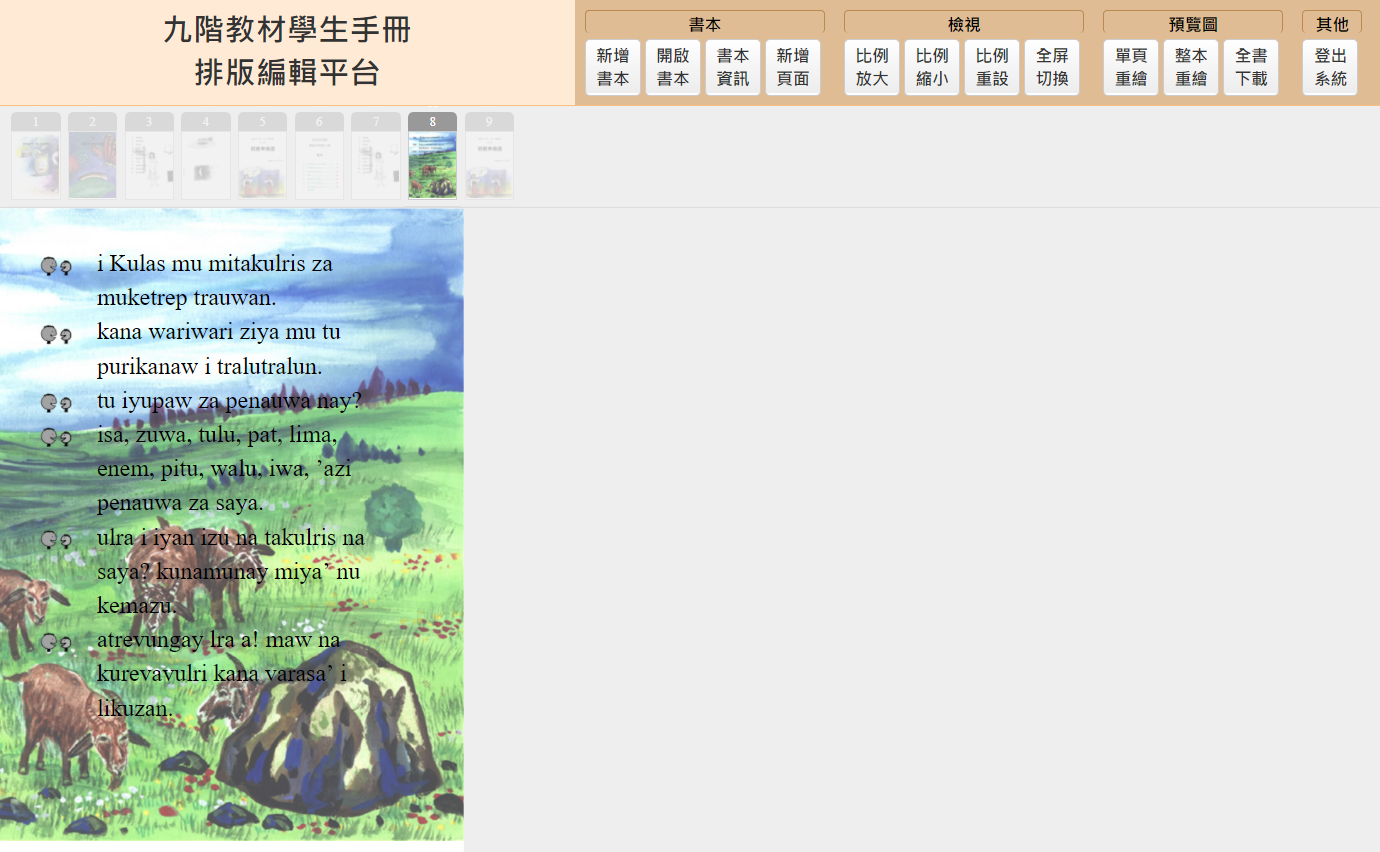 九階教材學生手冊
排版編輯平台
書本
新增書本
開啟書本
書本資訊
新增頁面
檢視
比例放大
比例縮小
比例重設
全屏切換
預覽圖
單頁重繪
整本重繪
全書下載
其他
登出系統
1 2 3 4 5 6 7 8 9
i Kulas mu mitakulris za
muketrep trauwan.
kana wariwari ziya mu tu
purikanaw i tralutralun.
tu iyupaw za penauwa nay?
isa, zuwa, tulu, pat, lima,
enem, pitu, walu, iwa, ’azi
penauwa za saya.
ulra i iyan izu na takulris na
saya? kunamunay miya’ nu
kemazu.
atrevungay lra a! maw na
kurevavulri kana varasa’ i
likuzan.